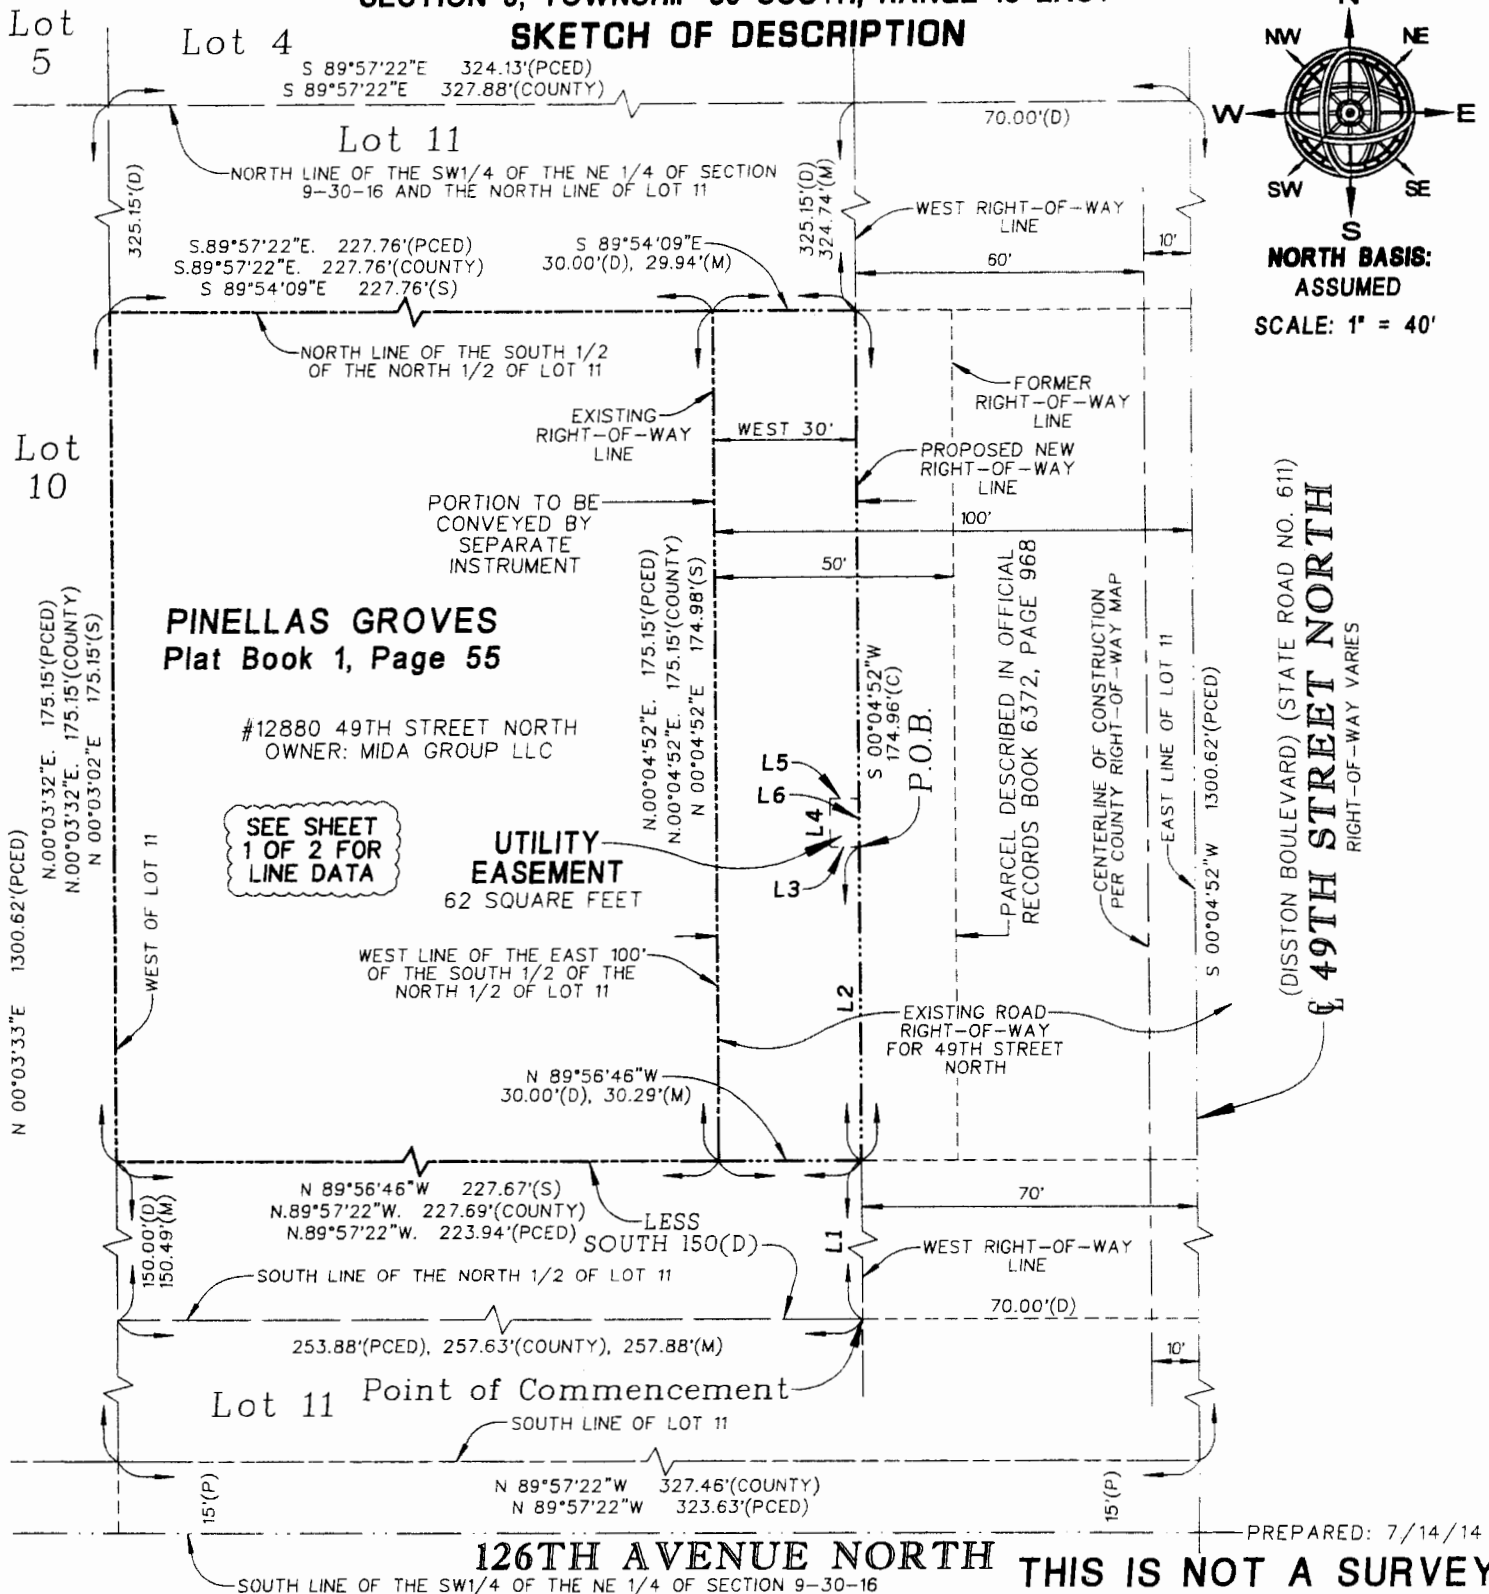 SKETCH OF DESCRIPTION
Lot
5
Lot 4
S 89°57'22"E 324.13'(PCED)
S 89°57'22"E 327.88'(COUNTY)
70.00'(D)
NW
NE
W
E
SW
SE
S
NORTH BASIS:
ASSUMED
SCALE: 1" = 40'
Lot 11
NORTH LINE OF THE SW1/4 OF THE NE 1/4 OF SECTION
9-30-16 AND THE NORTH LINE OF LOT 11
325.15'(D)
325.15'(D)
324.74'(M)
WEST RIGHT-OF-WAY
LINE
10'
60'
S.89°57'22"E. 227.76'(PCED)
S.89°57'22"E. 227.76'(COUNTY)
S 89°54'09"E 227.76'(S)
S 89°54'09"E
30.00'(D), 29.94'(M)
NORTH LINE OF THE SOUTH 1/2
OF THE NORTH 1/2 OF LOT 11
FORMER
RIGHT-OF-WAY
LINE
EXISTING
RIGHT-OF-WAY
LINE
WEST 30'
PROPOSED NEW
RIGHT-OF-WAY
LINE
Lot
10
PORTION TO BE
CONVEYED BY
SEPARATE
INSTRUMENT
100'
50'
PINELLAS GROVES
Plat Book 1, Page 55
#12880 49TH STREET NORTH
OWNER: MIDA GROUP LLC
SEE SHEET
1 OF 2 FOR
LINE DATA
N 00°03'33"E 1300.62'(PCED)
N.00°03'32"E. 175.15'(PCED)
N.00°03'32"E. 175.15'(COUNTY)
N 00°03'02"E 175.15'(S)
WEST OF LOT 11
N.00°04'52"E. 175.15'(PCED)
N.00°04'52"E. 175.15'(COUNTY)
N 00°04'52"E 174.98'(S)
S 00°04'52"W
174.96'(C)
P.O.B.
L5
L6
L4
L3
UTILITY
EASEMENT
62 SQUARE FEET
PARCEL DESCRIBED IN OFFICIAL
RECORDS BOOK 6372, PAGE 968
CENTERLINE OF CONSTRUCTION
PER COUNTY RIGHT-OF-WAY MAP
EAST LINE OF LOT 11
S 00°04'52"W 1300.62'(PCED)
(DISSTON BOULEVARD) (STATE ROAD NO. 611)
℄ 49TH STREET NORTH
RIGHT-OF-WAY VARIES
WEST LINE OF THE EAST 100'
OF THE SOUTH 1/2 OF THE
NORTH 1/2 OF LOT 11
L2
EXISTING ROAD
RIGHT-OF-WAY
FOR 49TH STREET
NORTH
N 89°56'46"W
30.00'(D), 30.29'(M)
N 89°56'46"W 227.67'(S)
N.89°57'22"W. 227.69'(COUNTY)
N.89°57'22"W. 223.94'(PCED)
LESS
SOUTH 150(D)
150.00'(D)
150.49'(M)
L1
70'
WEST RIGHT-OF-WAY
LINE
SOUTH LINE OF THE NORTH 1/2 OF LOT 11
70.00'(D)
253.88'(PCED), 257.63'(COUNTY), 257.88'(M)
10'
Lot 11
Point of Commencement
SOUTH LINE OF LOT 11
N 89°57'22"W 327.46'(COUNTY)
N 89°57'22"W 323.63'(PCED)
15'(P)
15'(P)
PREPARED: 7/14/14
126TH AVENUE NORTH
THIS IS NOT A SURVEY
SOUTH LINE OF THE SW1/4 OF THE NE 1/4 OF SECTION 9-30-16